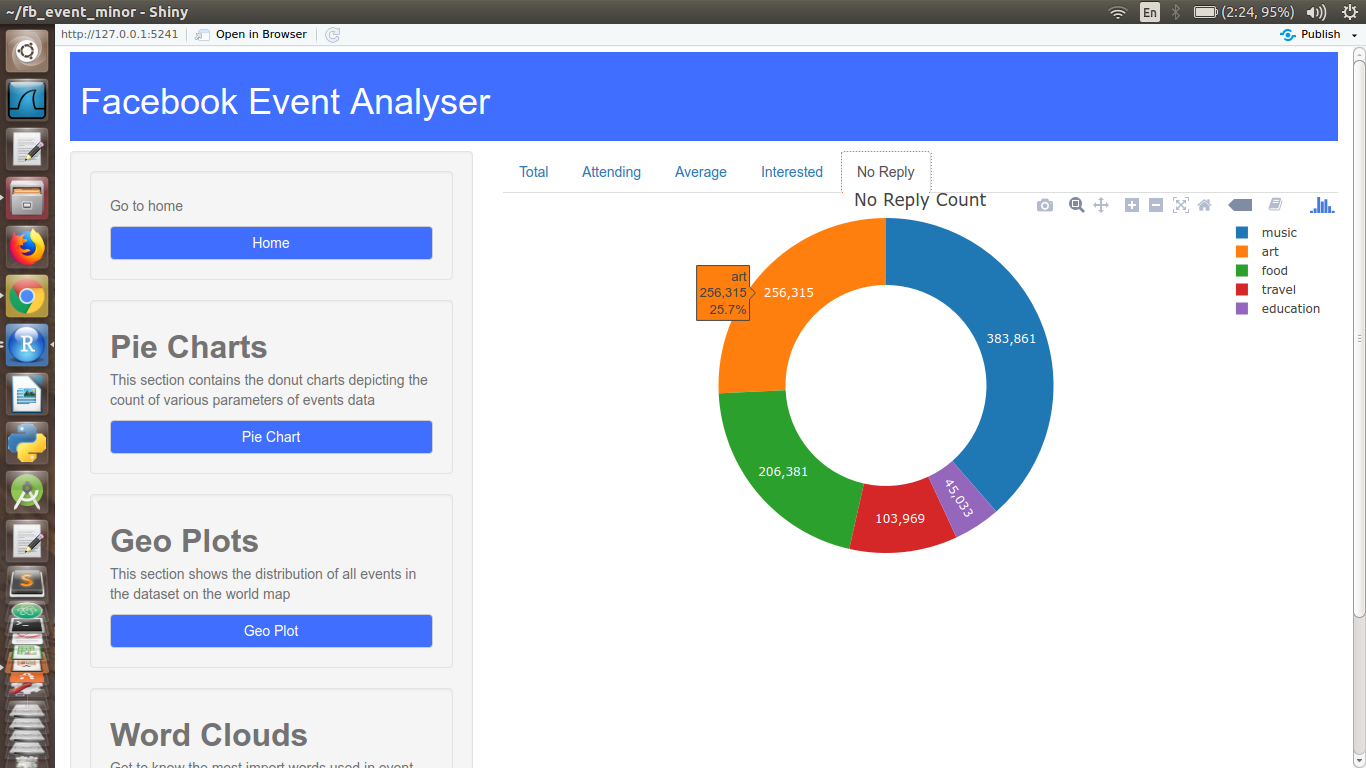 ~/fb_event_minor - Shiny
En
(2:24, 95%)
http://127.0.0.1:5241
Open in Browser
Publish
Facebook Event Analyser
Go to home
Home
Pie Charts
This section contains the donut charts depicting the
count of various parameters of events data
Pie Chart
Geo Plots
This section shows the distribution of all events in
the dataset on the world map
Geo Plot
Word Clouds
Get to know the most import words used in event
Total
Attending
Average
Interested
No Reply
No Reply Count
music
art
food
travel
education
art
256,315
25.7%
256,315
383,861
206,381
103,969
45,033
R
S